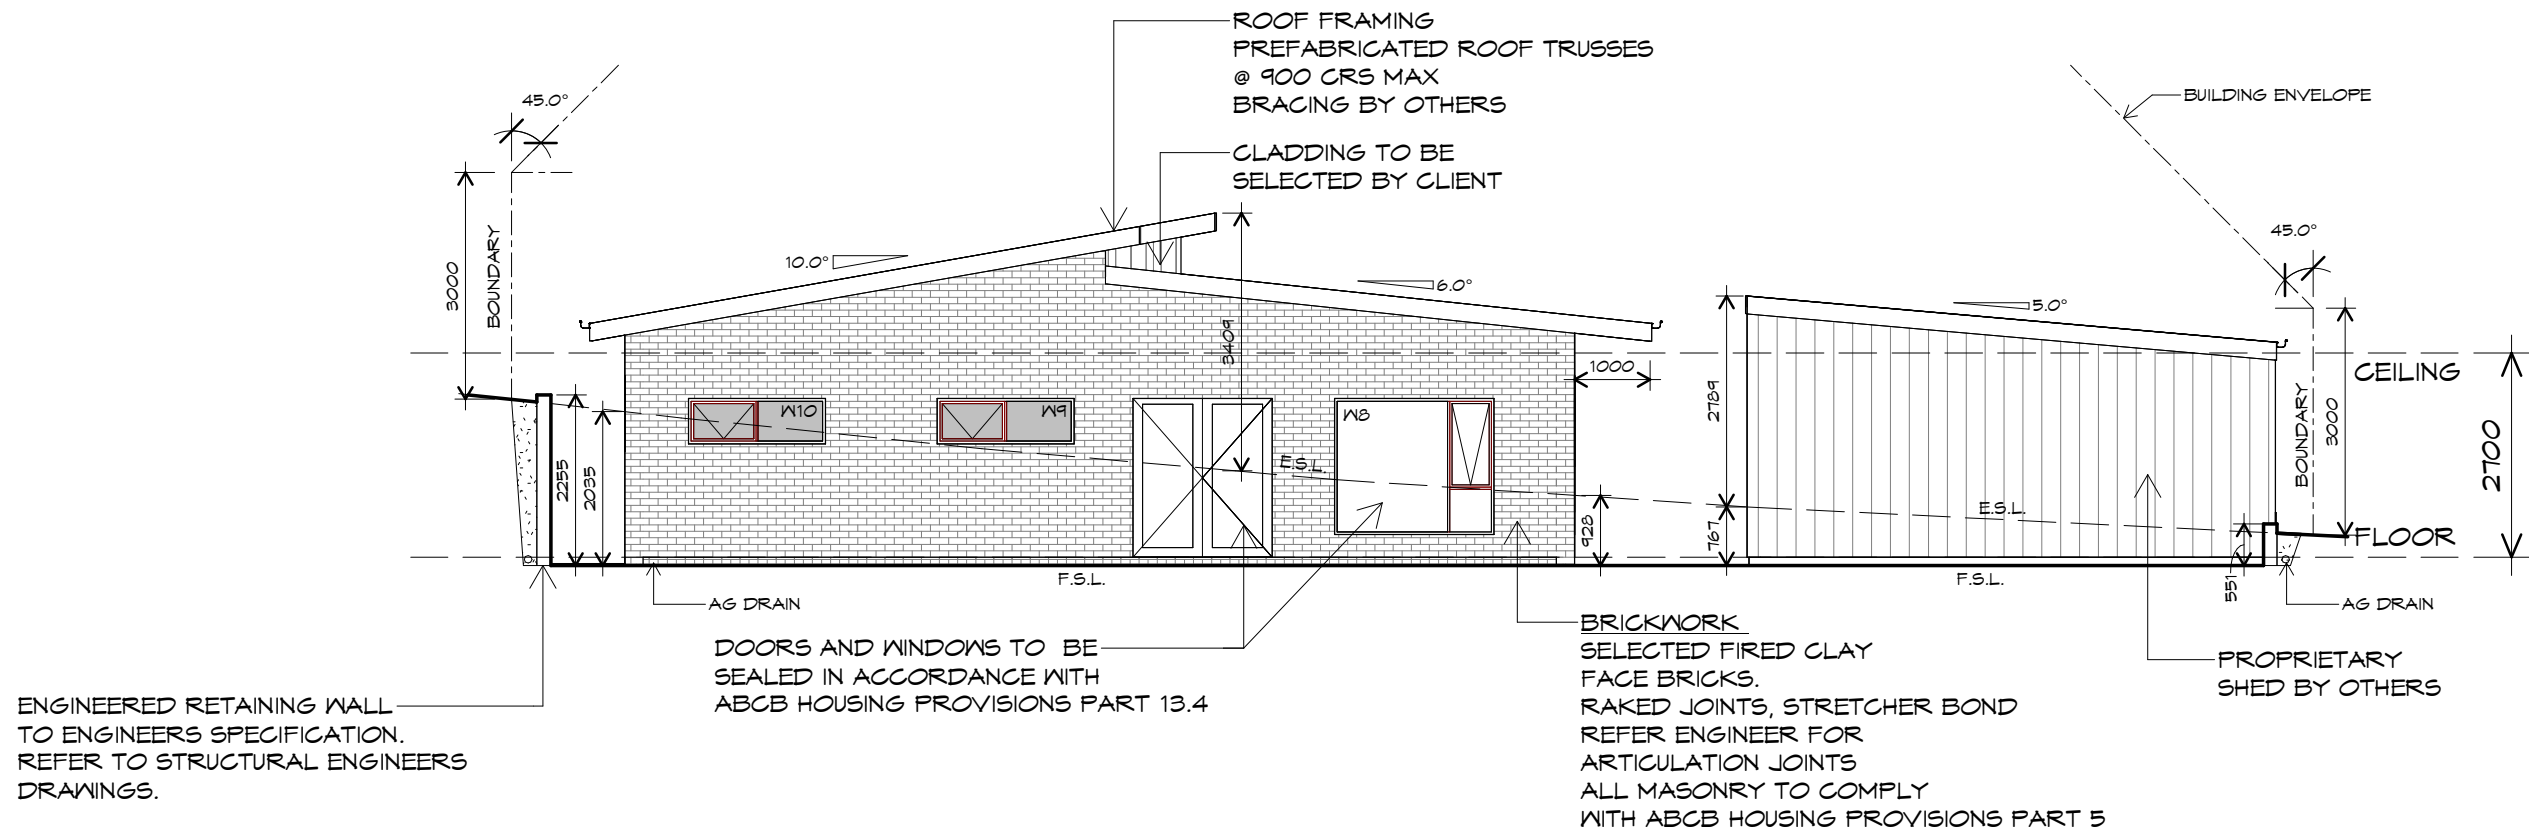 ROOF FRAMING
PREFABRICATED ROOF TRUSSES
@ 900 CRS MAX
BRACING BY OTHERS
CLADDING TO BE
SELECTED BY CLIENT
45.0°
3000
BOUNDARY
10.0°
3409
6.0°
BUILDING ENVELOPE
45.0°
5.0°
1000
2789
CEILING
BOUNDARY
3000
2700
W10
W9
W8
E.S.L.
E.S.L.
2255
2035
928
767
FLOOR
551
F.S.L.
F.S.L.
AG DRAIN
AG DRAIN
DOORS AND WINDOWS TO BE
SEALED IN ACCORDANCE WITH
ABCB HOUSING PROVISIONS PART 13.4
BRICKWORK
SELECTED FIRED CLAY
FACE BRICKS.
RAKED JOINTS, STRETCHER BOND
REFER ENGINEER FOR
ARTICULATION JOINTS
ALL MASONRY TO COMPLY
WITH ABCB HOUSING PROVISIONS PART 5
PROPRIETARY
SHED BY OTHERS
ENGINEERED RETAINING WALL
TO ENGINEERS SPECIFICATION.
REFER TO STRUCTURAL ENGINEERS
DRAWINGS.